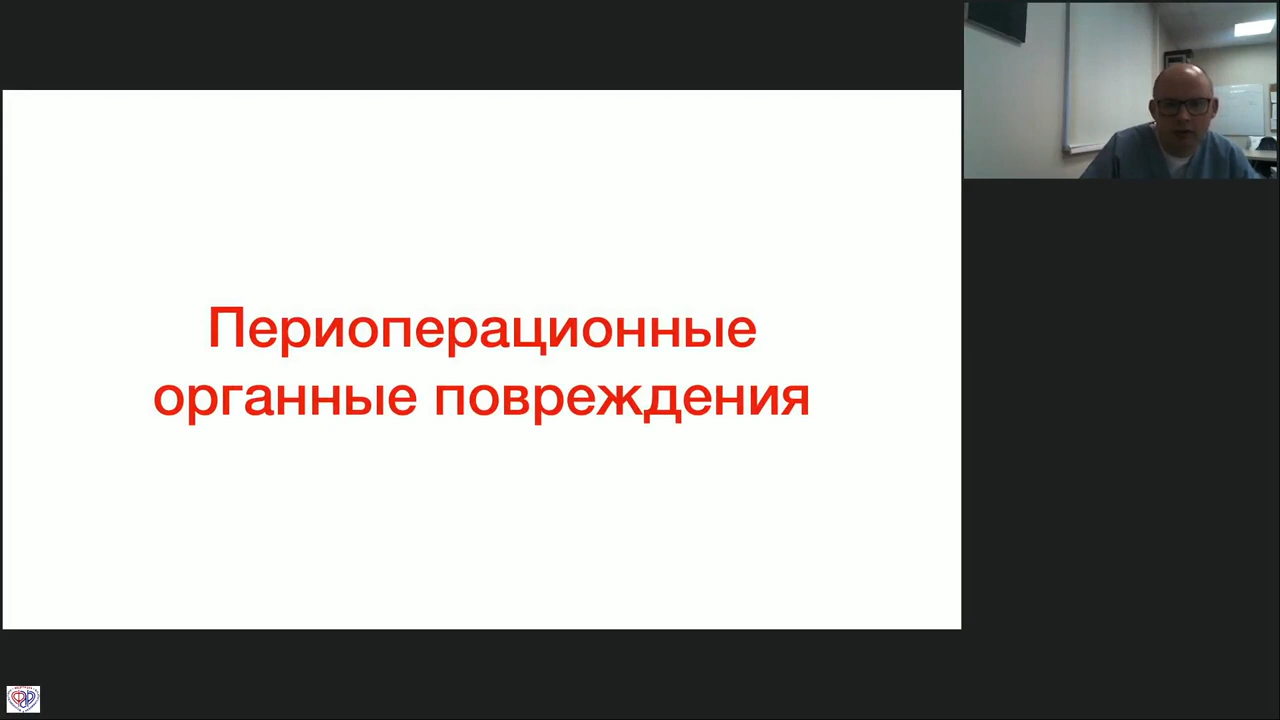 Периоперационные
органные повреждения